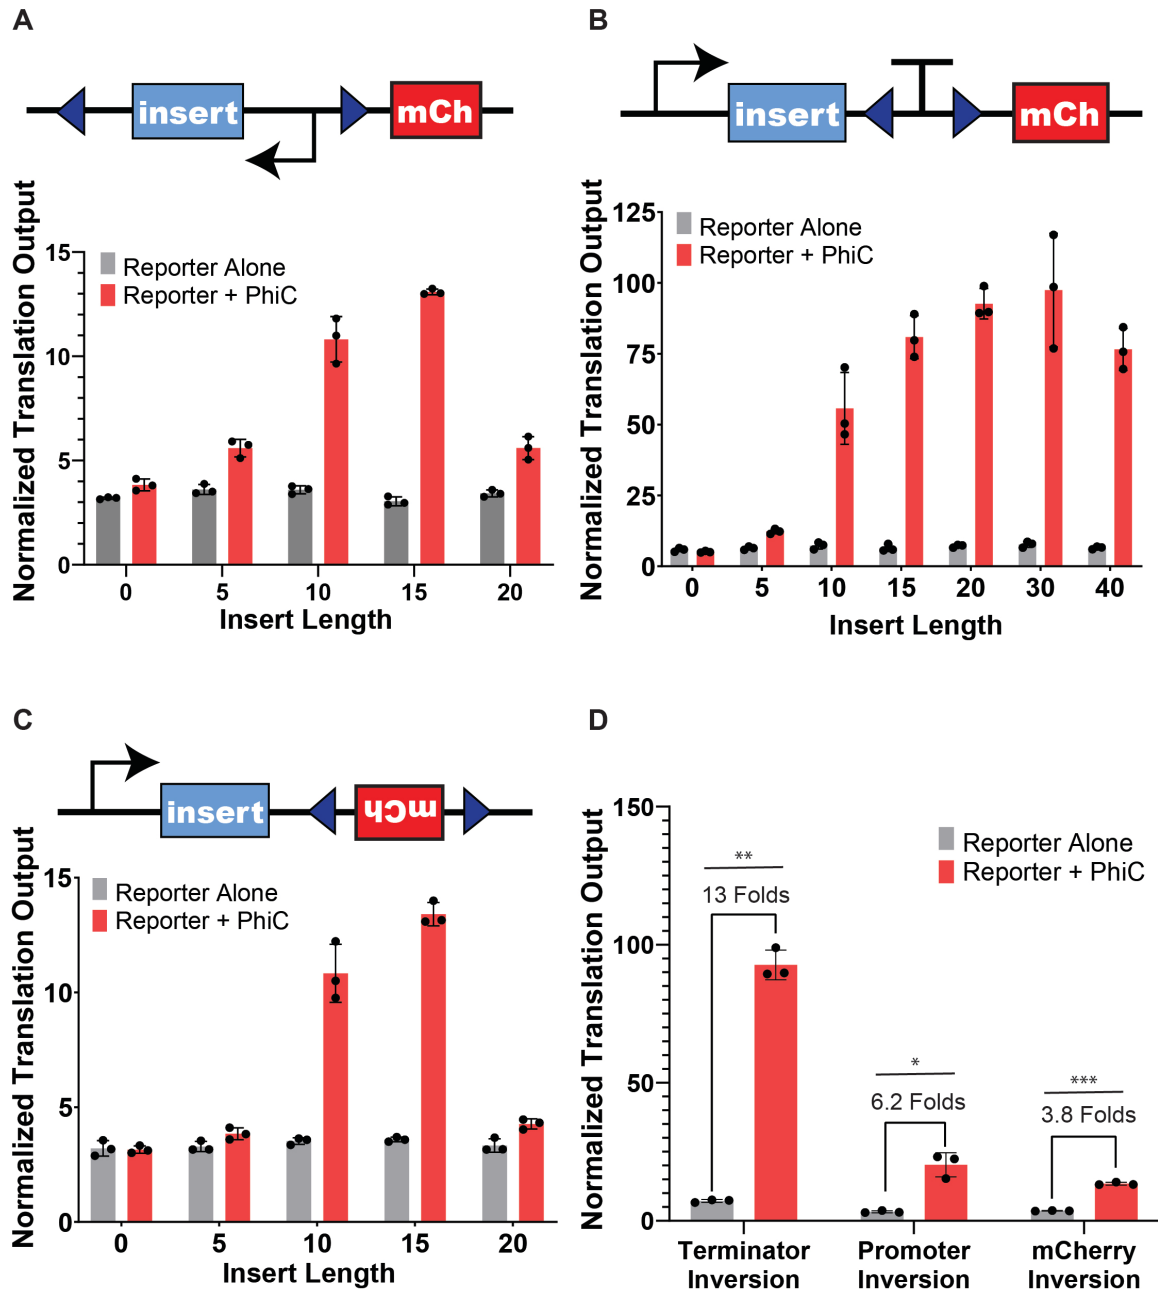 A
insert
mCh
Normalized Translation Output
15
10
5
0
Reporter Alone
Reporter + PhiC
0 5 10 15 20
Insert Length
B
insert
mCh
Normalized Translation Output
125
100
75
50
25
0
Reporter Alone
Reporter + PhiC
0 5 10 15 20 30 40
Insert Length
C
insert
mCh
Normalized Translation Output
15
10
5
0
Reporter Alone
Reporter + PhiC
0 5 10 15 20
Insert Length
D
Normalized Translation Output
150
100
50
0
Reporter Alone
Reporter + PhiC
**
13 Folds
*
6.2 Folds
***
3.8 Folds
Terminator
Inversion
Promoter
Inversion
mCherry
Inversion